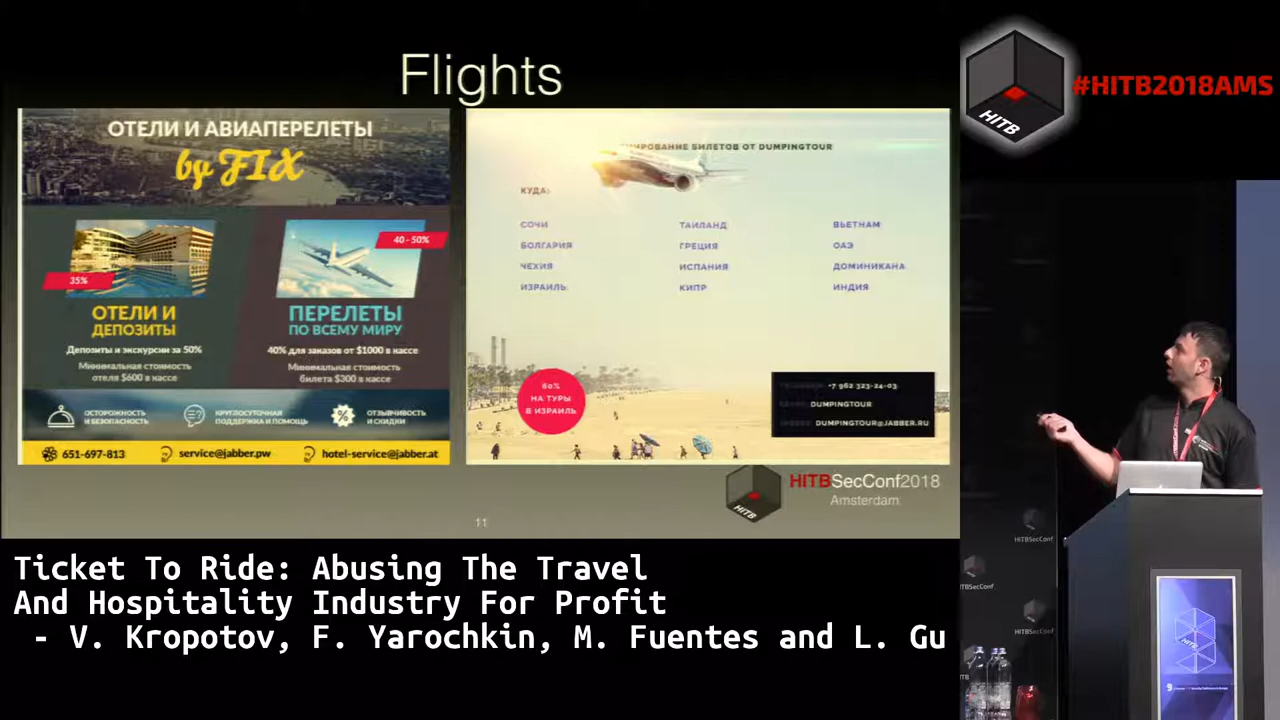 Flights
#HITB2018AMS
HITB
ОТЕЛИ И АВИАПЕРЕЛЕТЫ
by FIX
35%
40 - 50%
ОТЕЛИ И
ДЕПОЗИТЫ
Депозиты и экскурсии за 50%
Минимальная стоимость
отеля $600 в кассе
ПЕРЕЛЕТЫ
ПО ВСЕМУ МИРУ
40% для заказов от $1000 в кассе
Минимальная стоимость
билета $300 в кассе
ОСТОРОЖНОСТЬ
И БЕЗОПАСНОСТЬ
КРУГЛОСУТОЧНАЯ
ПОДДЕРЖКА И ПОМОЩЬ
ОТЗЫВЧИВОСТЬ
И СКИДКИ
651-697-813
service@jabber.pw
hotel-service@jabber.at
БИЛЕТОВ ОТ DUMPINGTOUR
КУДА:
СОЧИ
ТАИЛАНД
ВЬЕТНАМ
БОЛГАРИЯ
ГРЕЦИЯ
ОАЭ
ЧЕХИЯ
ИСПАНИЯ
ДОМИНИКАНА
ИЗРАИЛЬ
КИПР
ИНДИЯ
60%
НА ТУРЫ
В ИЗРАИЛЬ
+7 962 323-24-03
DUMPINGTOUR
DUMPINGTOUR@JABBER.RU
HITB
HITBSecConf2018
Amsterdam
11
HITBSecConf
HITBSecConf
HITBSecConf
Ticket To Ride: Abusing The Travel
And Hospitality Industry For Profit
- V. Kropotov, F. Yarochkin, M. Fuentes and L. Gu